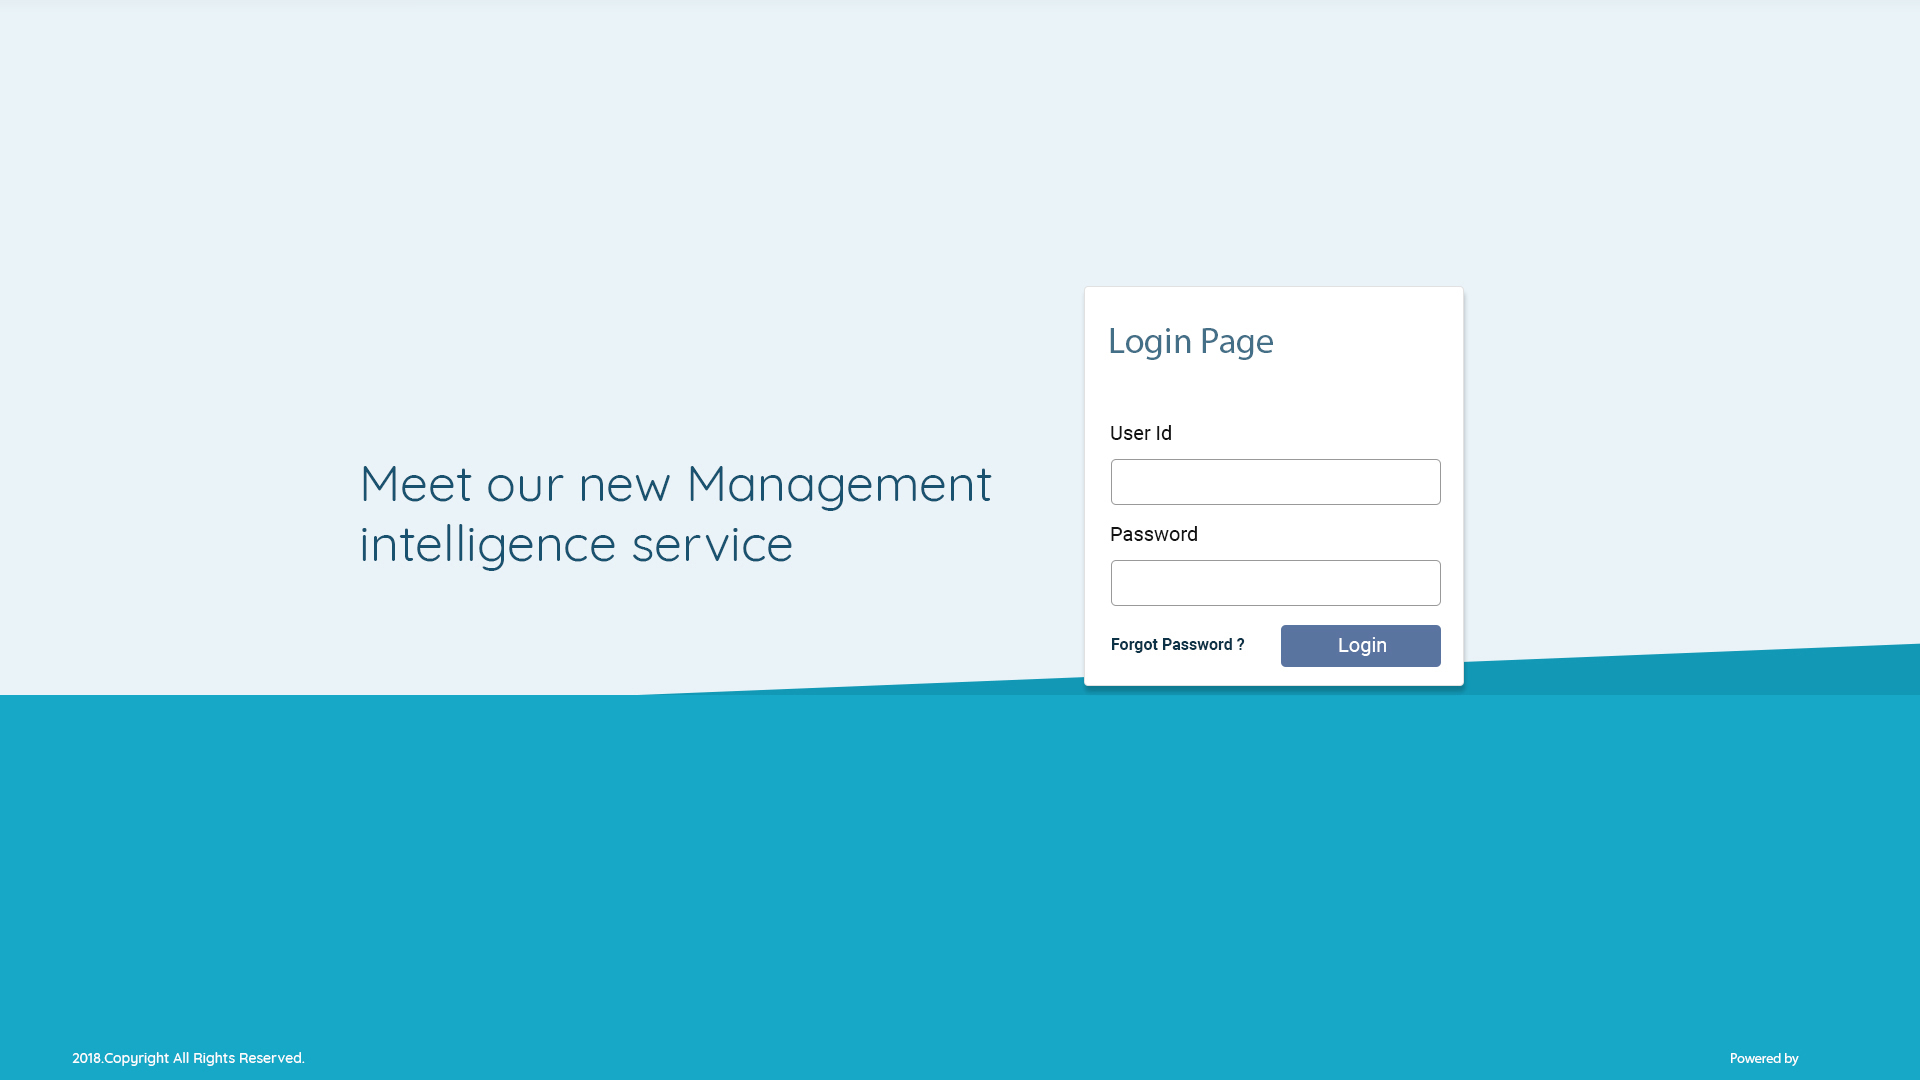 Login Page
User Id
Meet our new Management
intelligence service
Password
Forgot Password ?
Login
2018.Copyright All Rights Reserved.
Powered by